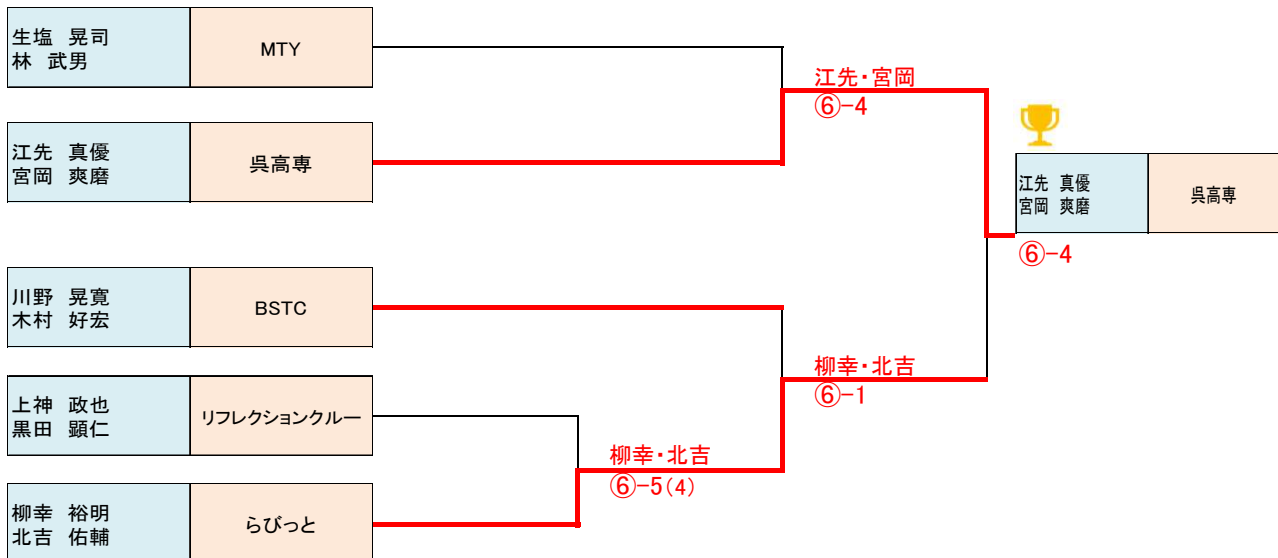 生塩 晃司
林 武男
MTY
江先・宮岡
⑥-4
江先 真優
宮岡 爽磨
呉高専
江先 真優
宮岡 爽磨
呉高専
⑥-4
川野 晃寛
木村 好宏
BSTC
柳幸・北吉
⑥-1
上神 政也
黒田 顕仁
リフレクションクルー
柳幸・北吉
⑥-5(4)
柳幸 裕明
北吉 佑輔
らびっと